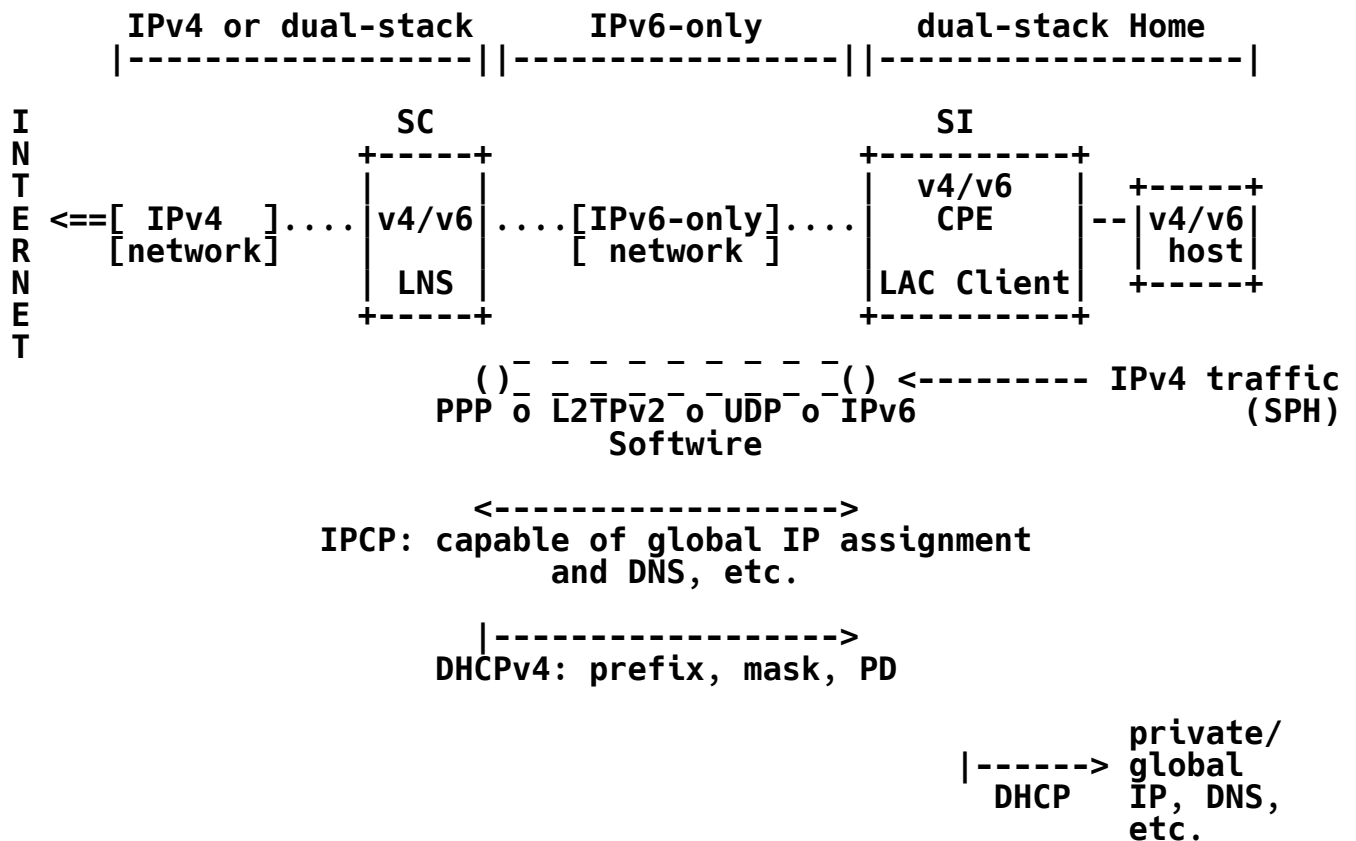 IPv4 or dual-stack      IPv6-only        dual-stack Home
     |------------------||-----------------||-------------------|

I                   SC                          SI
N                 +-----+                   +----------+
T                 |     |                   |  v4/v6   |  +-----+
E <==[ IPv4  ]....|v4/v6|....[IPv6-only]....|   CPE    |--|v4/v6|
R    [network]    |     |    [ network ]    |          |  | host|
N                 | LNS |                   |LAC Client|  +-----+
E                 +-----+                   +----------+
T                         _ _ _ _ _ _ _ _ _
                        ()_ _ _ _ _ _ _ _ _() <--------- IPv4 traffic
                      PPP o L2TPv2 o UDP o IPv6                 (SPH)
                               Softwire

                        <------------------>
                IPCP: capable of global IP assignment
                            and DNS, etc.

                        |------------------>
                      DHCPv4: prefix, mask, PD

                                                          private/
                                                 |------> global
                                                   DHCP   IP, DNS,
                                                          etc.